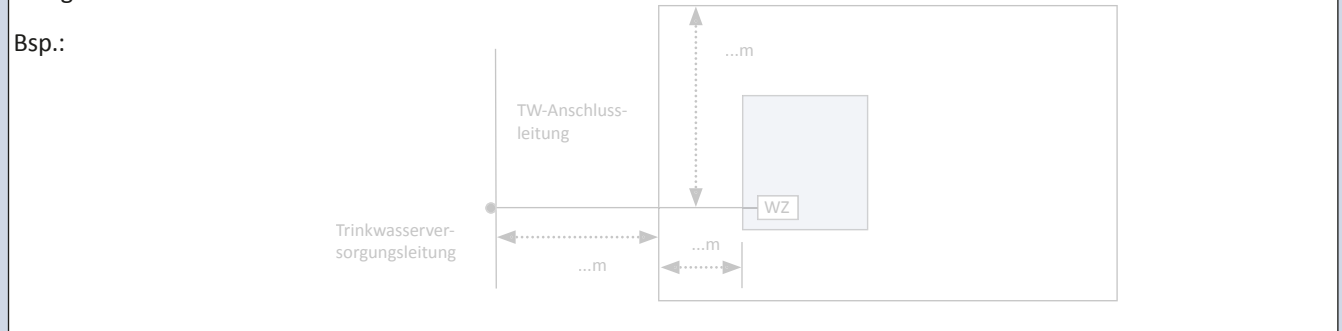 Bsp.:
...m
TW-Anschluss-
leitung
WZ
Trinkwasserver-
sorgungsleitung
...m
...m